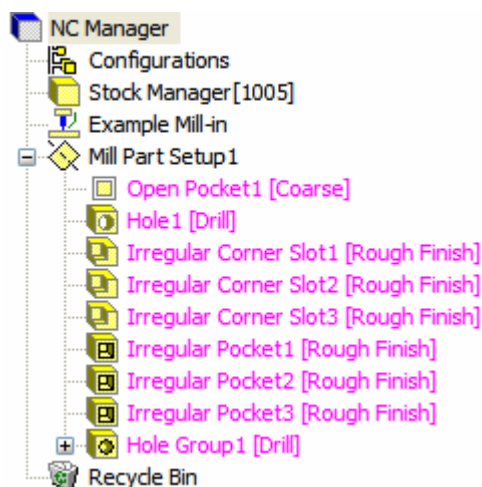 NC Manager
Configurations
Stock Manager[1005]
Example Mill-in
Mill Part Setup1
Open Pocket1 [Coarse]
Hole1 [Drill]
Irregular Corner Slot1 [Rough Finish]
Irregular Corner Slot2 [Rough Finish]
Irregular Corner Slot3 [Rough Finish]
Irregular Pocket1 [Rough Finish]
Irregular Pocket2 [Rough Finish]
Irregular Pocket3 [Rough Finish]
Hole Group1 [Drill]
Recycle Bin